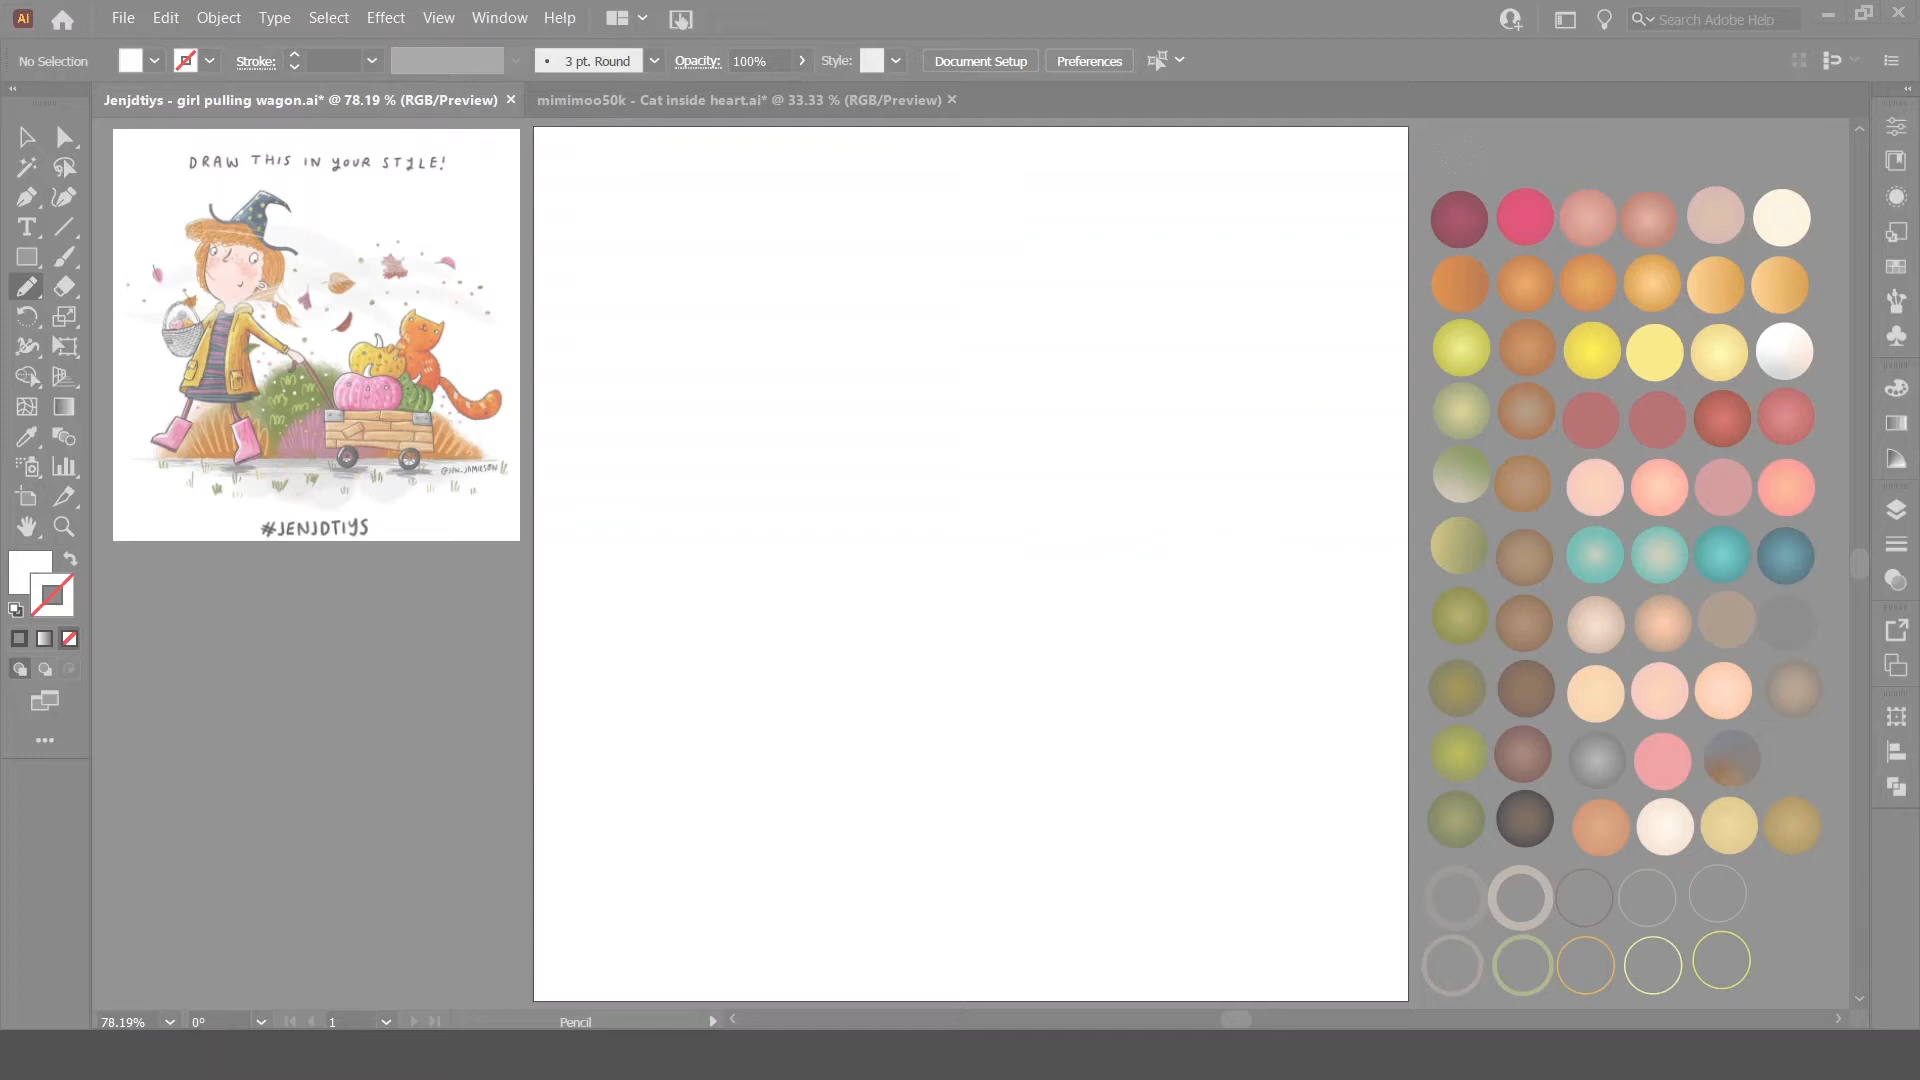 Ai File Edit Object Type Select Effect View Window Help Search Adobe Help
No Selection Stroke: 3 pt. Round Opacity: 100% Style: Document Setup Preferences
Jenjdtiys - girl pulling wagon.ai* @ 78.19 % (RGB/Preview) × mimimoo50k - Cat inside heart.ai* @ 33.33 % (RGB/Preview) ×
DRAW THIS IN YOUR STYLE!
@JEN_JAMIESON
#JENJDTIYS
78.19% 0° 1 Pencil